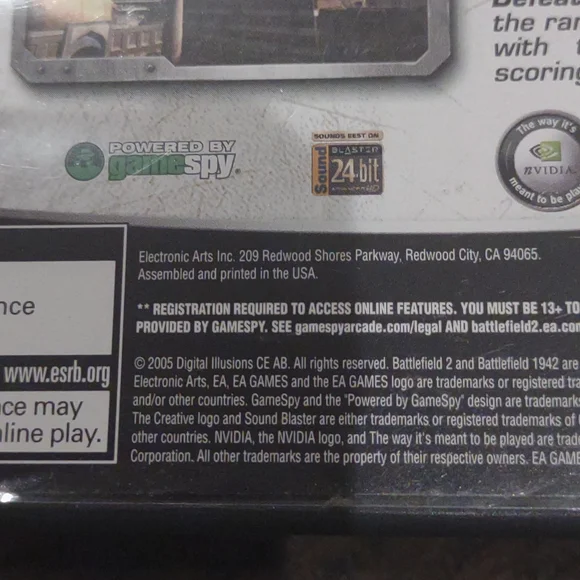 the ra
with
scoring
POWERED BY
gamespy
SOUNDS BEST ON
Sound
BLASTER
24-bit
The way it's
nVIDIA
meant to be pla
Electronic Arts Inc. 209 Redwood Shores Parkway, Redwood City, CA 94065.
Assembled and printed in the USA.
** REGISTRATION REQUIRED TO ACCESS ONLINE FEATURES. YOU MUST BE 13+ TO
PROVIDED BY GAMESPY. SEE gamespyarcade.com/legal AND battlefield2.ea.co
nce
www.esrb.org
ce may
line play.
© 2005 Digital Illusions CE AB. All rights reserved. Battlefield 2 and Battlefield 1942 are
Electronic Arts, EA, EA GAMES and the EA GAMES logo are trademarks or registered tra
and/or other countries. GameSpy and the "Powered by GameSpy" design are trademarks
The Creative logo and Sound Blaster are either trademarks or registered trademarks of
other countries. NVIDIA, the NVIDIA logo, and The way it's meant to be played are trade
Corporation. All other trademarks are the property of their respective owners. EA GAME